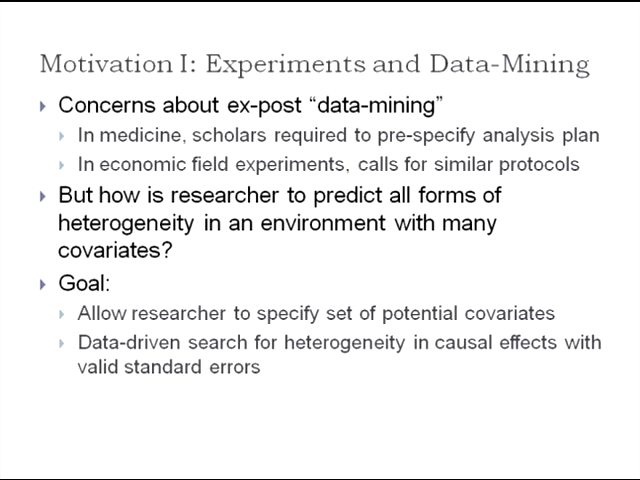 Motivation I: Experiments and Data-Mining
Concerns about ex-post “data-mining”
In medicine, scholars required to pre-specify analysis plan
In economic field experiments, calls for similar protocols
But how is researcher to predict all forms of
heterogeneity in an environment with many
covariates?
Goal:
Allow researcher to specify set of potential covariates
Data-driven search for heterogeneity in causal effects with
valid standard errors